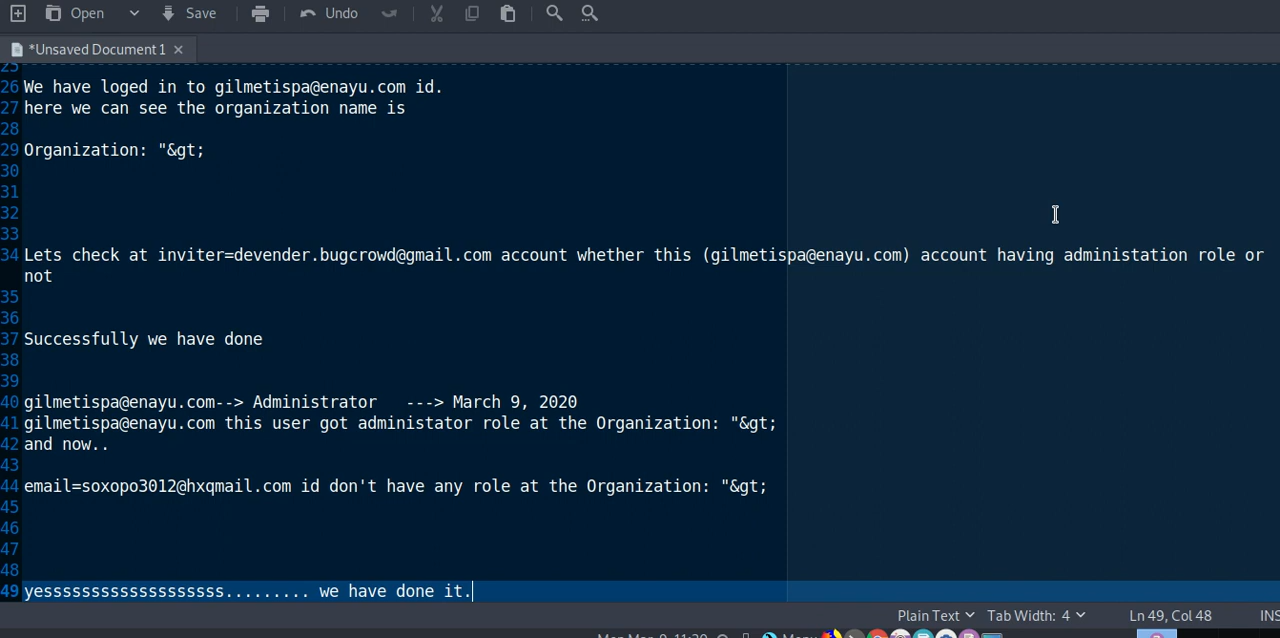 Open
Save
Undo
*Unsaved Document 1
25
26 We have loged in to gilmetispa@enayu.com id.
27 here we can see the organization name is
28
29 Organization: "&gt;
30
31
32
33
34 Lets check at inviter=devender.bugcrowd@gmail.com account whether this (gilmetispa@enayu.com) account having administation role or
not
35
36
37 Successfully we have done
38
39
40 gilmetispa@enayu.com--> Administrator   ---> March 9, 2020
41 gilmetispa@enayu.com this user got administator role at the Organization: "&gt;
42 and now..
43
44 email=soxopo3012@hxqmail.com id don't have any role at the Organization: "&gt;
45
46
47
48
49 yesssssssssssssssssss......... we have done it.
Plain Text
Tab Width: 4
Ln 49, Col 48
INS